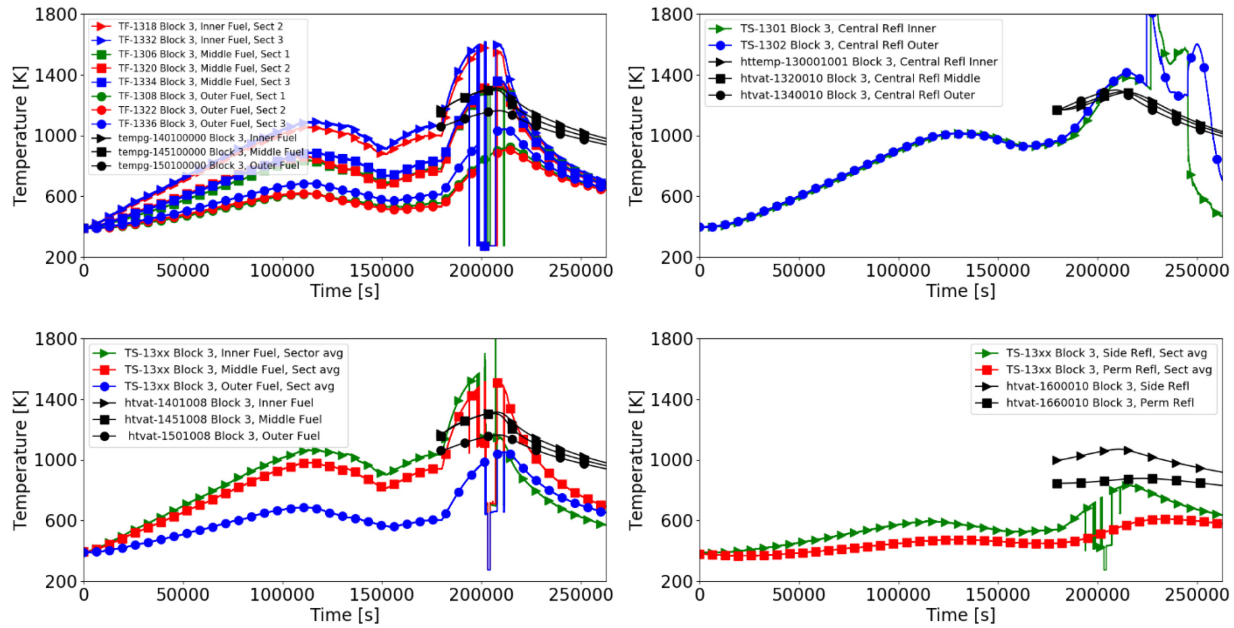 1800
1400
1000
600
200
Temperature [K]
TF-1318 Block 3, Inner Fuel, Sect 2
TF-1332 Block 3, Inner Fuel, Sect 3
TF-1306 Block 3, Middle Fuel, Sect 1
TF-1320 Block 3, Middle Fuel, Sect 2
TF-1334 Block 3, Middle Fuel, Sect 3
TF-1308 Block 3, Outer Fuel, Sect 1
TF-1322 Block 3, Outer Fuel, Sect 2
TF-1336 Block 3, Outer Fuel, Sect 3
tempg-140100000 Block 3, Inner Fuel
tempg-145100000 Block 3, Middle Fuel
tempg-150100000 Block 3, Outer Fuel
0 50000 100000 150000 200000 250000
Time [s]
1800
1400
1000
600
200
Temperature [K]
TS-1301 Block 3, Central Refl Inner
TS-1302 Block 3, Central Refl Outer
httemp-130001001 Block 3, Central Refl Inner
htvat-1320010 Block 3, Central Refl Middle
htvat-1340010 Block 3, Central Refl Outer
0 50000 100000 150000 200000 250000
Time [s]
1800
1400
1000
600
200
Temperature [K]
TS-13xx Block 3, Inner Fuel, Sector avg
TS-13xx Block 3, Middle Fuel, Sect avg
TS-13xx Block 3, Outer Fuel, Sect avg
htvat-1401008 Block 3, Inner Fuel
htvat-1451008 Block 3, Middle Fuel
htvat-1501008 Block 3, Outer Fuel
0 50000 100000 150000 200000 250000
Time [s]
1800
1400
1000
600
200
Temperature [K]
TS-13xx Block 3, Side Refl, Sect avg
TS-13xx Block 3, Perm Refl, Sect avg
htvat-1600010 Block 3, Side Refl
htvat-1660010 Block 3, Perm Refl
0 50000 100000 150000 200000 250000
Time [s]